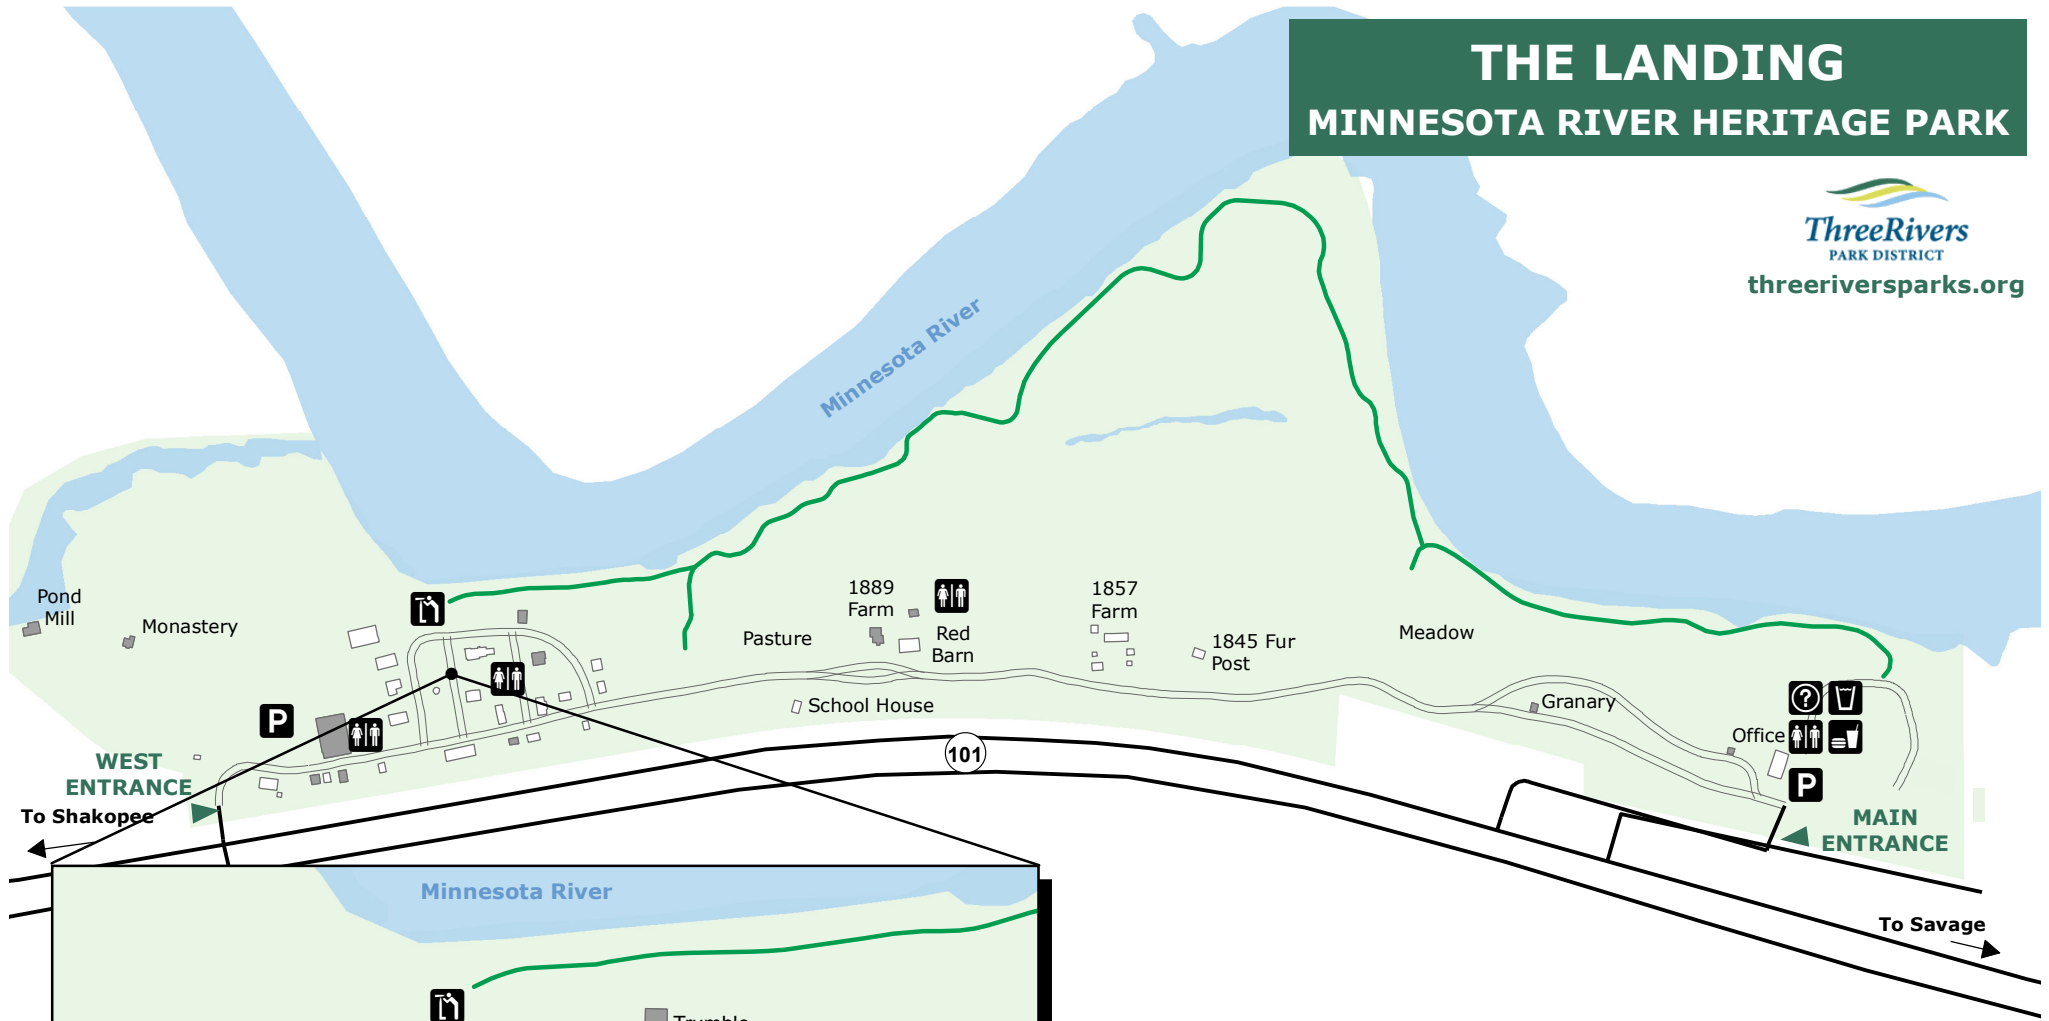 THE LANDING
MINNESOTA RIVER HERITAGE PARK
ThreeRivers
PARK DISTRICT
threeriversparks.org
Minnesota River
Pond
Mill
Monastery
1889
Farm
Red
Barn
Pasture
School House
1857
Farm
1845 Fur
Post
Meadow
Granary
Office
?
P
P
WEST
ENTRANCE
To Shakopee
101
MAIN
ENTRANCE
To Savage
Minnesota River
Trumble